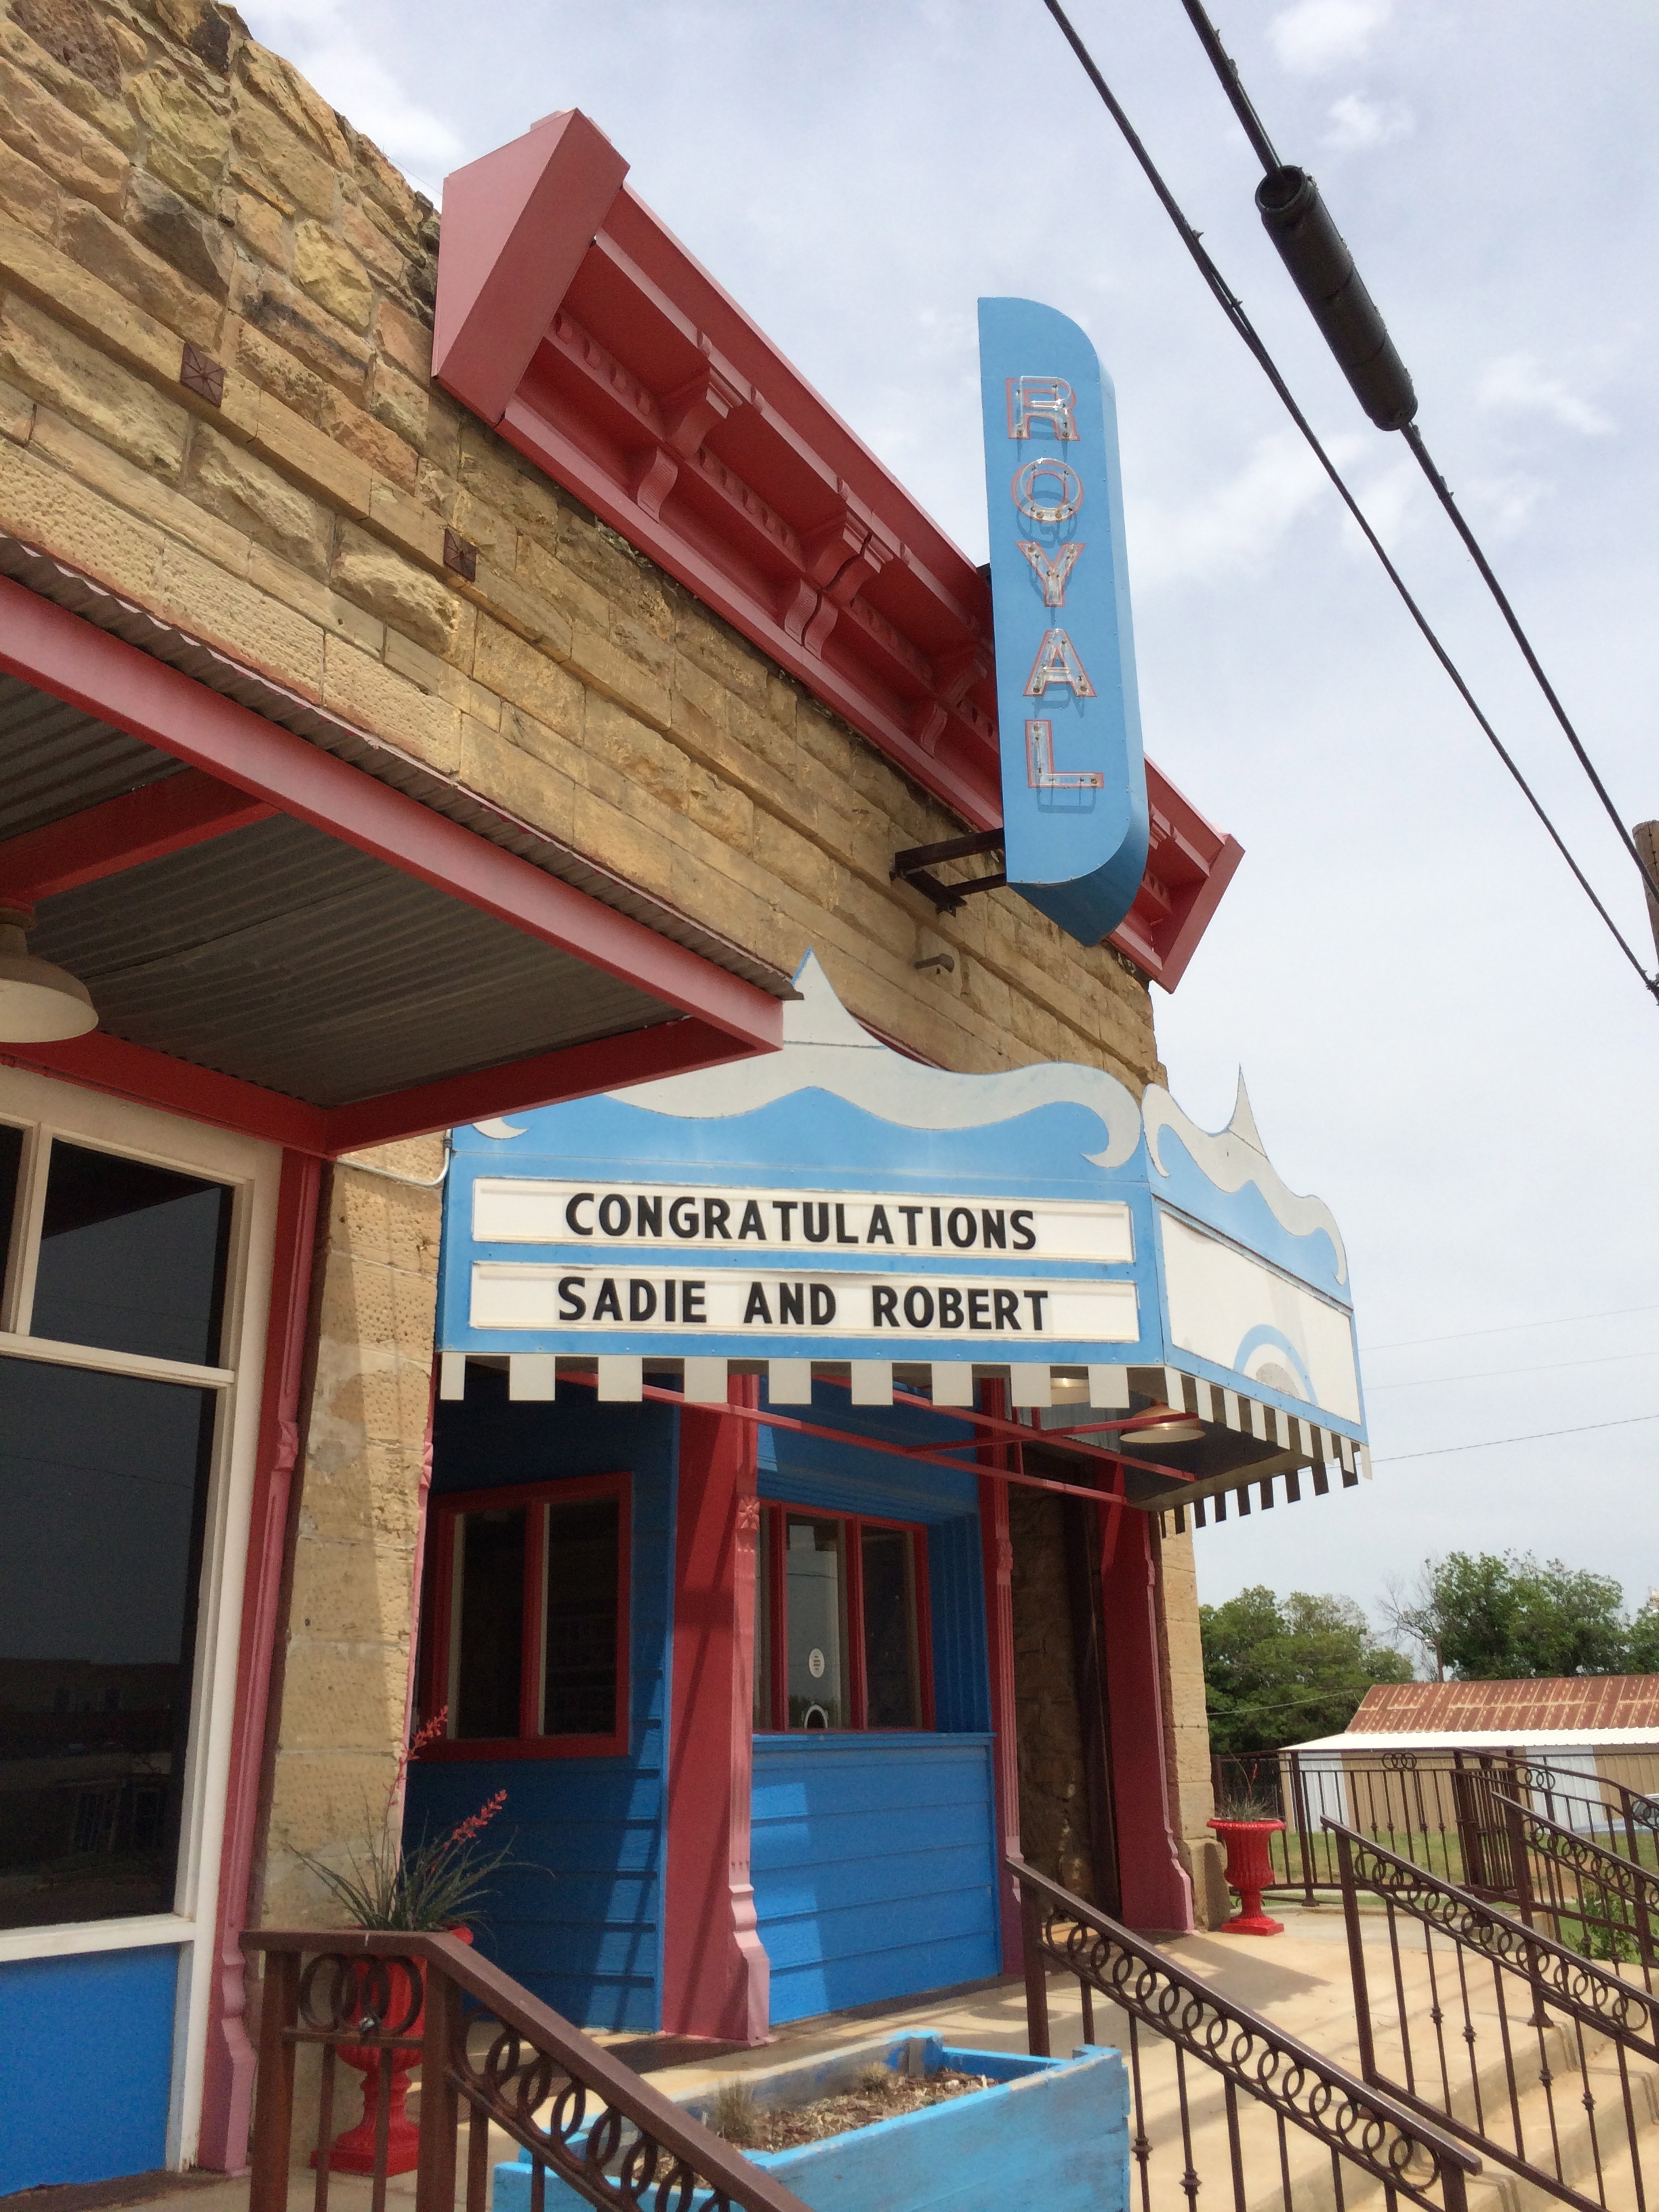 ROYAL
CONGRATULATIONS
SADIE AND ROBERT